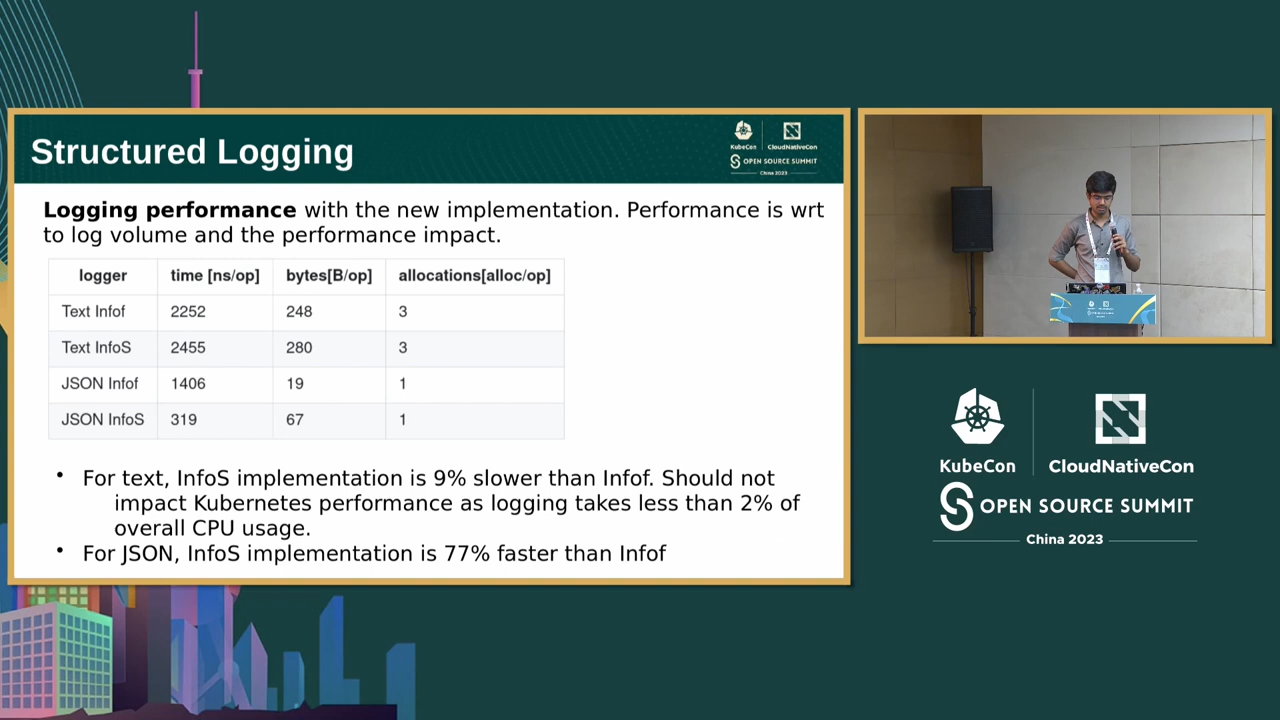 Structured Logging
KubeCon
CloudNativeCon
OPEN SOURCE SUMMIT
China 2023
Logging performance with the new implementation. Performance is wrt
to log volume and the performance impact.
logger time [ns/op] bytes[B/op] allocations[alloc/op]
Text Infof 2252 248 3
Text InfoS 2455 280 3
JSON Infof 1406 19 1
JSON InfoS 319 67 1
• For text, InfoS implementation is 9% slower than Infof. Should not
impact Kubernetes performance as logging takes less than 2% of
overall CPU usage.
• For JSON, InfoS implementation is 77% faster than Infof
KubeCon
CloudNativeCon
OPEN SOURCE SUMMIT
China 2023